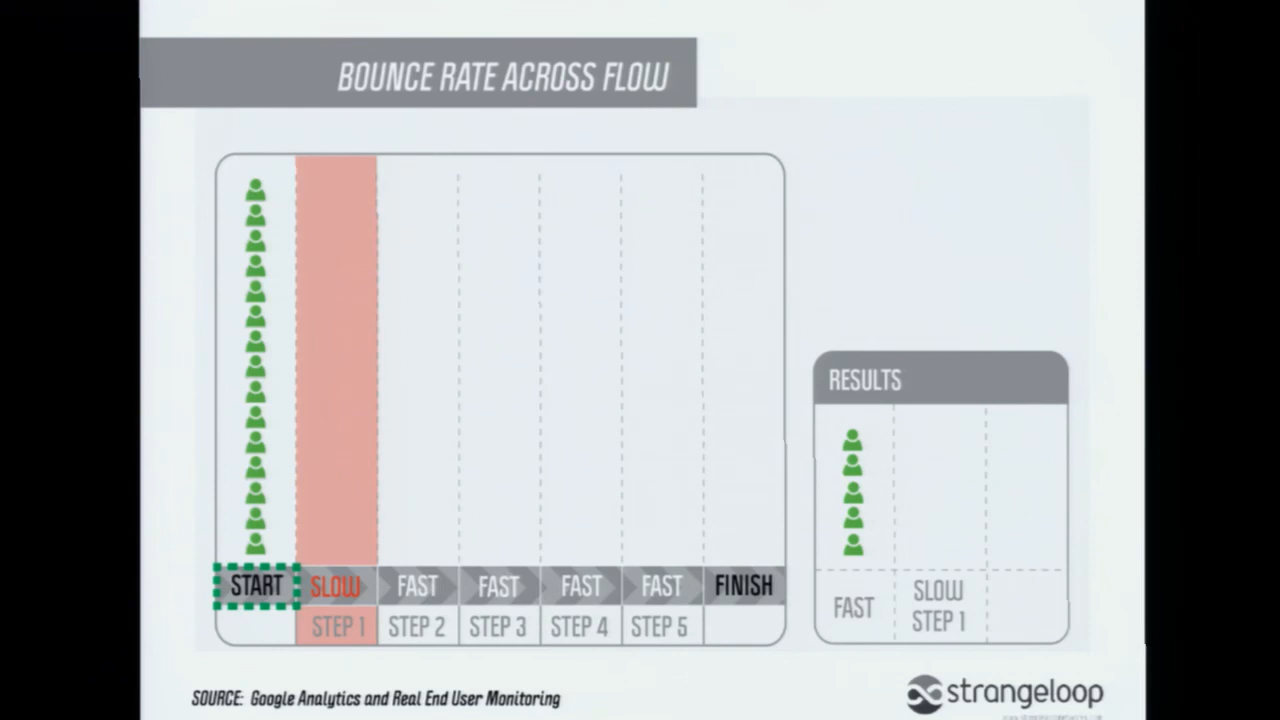 BOUNCE RATE ACROSS FLOW
START SLOW FAST FAST FAST FAST FINISH
STEP 1 STEP 2 STEP 3 STEP 4 STEP 5
RESULTS
FAST
SLOW
STEP 1
SOURCE: Google Analytics and Real End User Monitoring
strangeloop